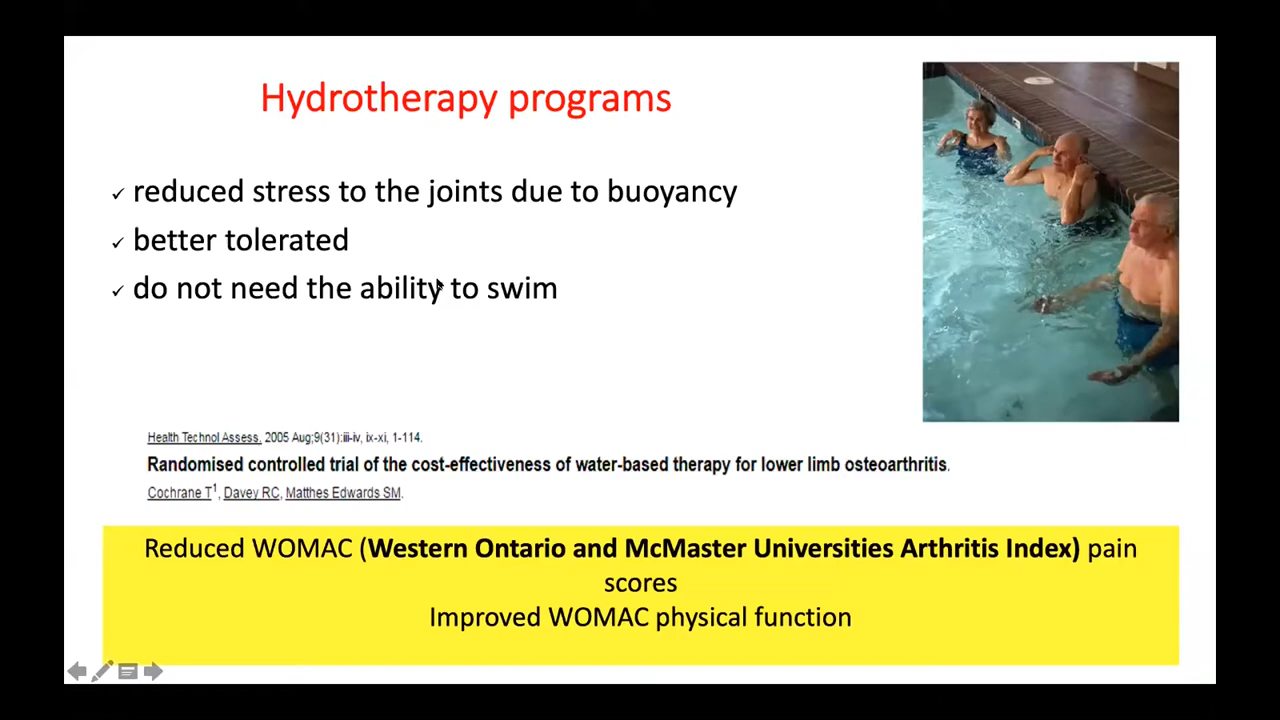 Hydrotherapy programs
✓ reduced stress to the joints due to buoyancy
✓ better tolerated
✓ do not need the ability to swim
Health Technol Assess. 2005 Aug;9(31):iii-iv, ix-xi, 1-114.
Randomised controlled trial of the cost-effectiveness of water-based therapy for lower limb osteoarthritis.
Cochrane T1, Davey RC, Matthes Edwards SM.
Reduced WOMAC (Western Ontario and McMaster Universities Arthritis Index) pain
scores
Improved WOMAC physical function